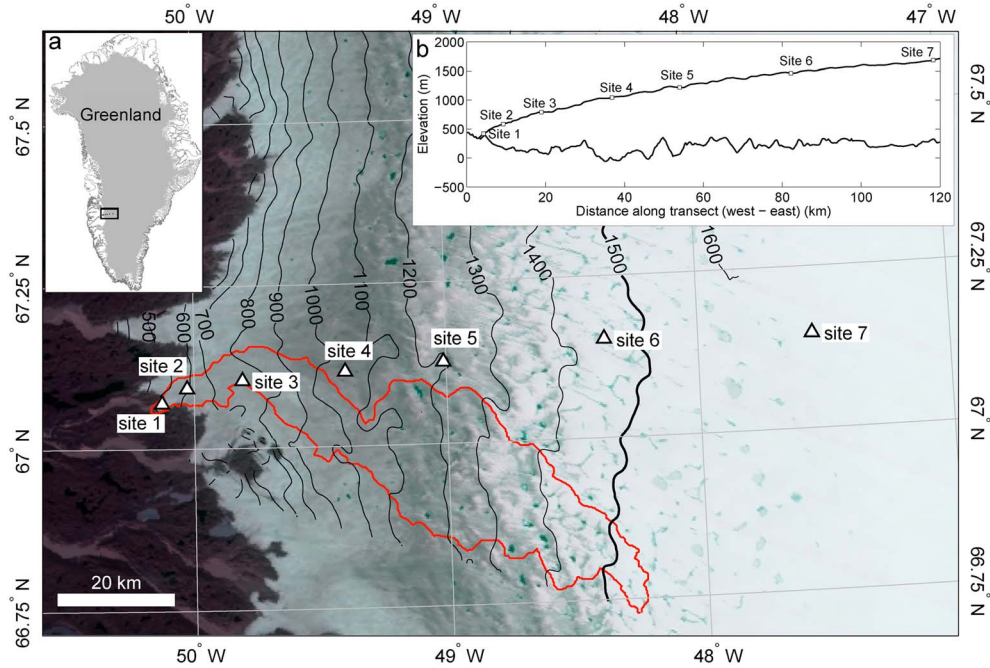 50° W
49° W
48° W
47° W
a
Greenland
b
2000
1500
1000
500
0
−500
Elevation (m)
Site 1
Site 2
Site 3
Site 4
Site 5
Site 6
Site 7
0
20
40
60
80
100
120
Distance along transect (west − east) (km)
67.5° N
67.25° N
67° N
66.75° N
67.5° N
67.25° N
67° N
66.75° N
500
600
700
800
900
1000
1100
1200
1300
1400
1500
1600
site 1
site 2
site 3
site 4
site 5
site 6
site 7
20 km
50° W
49° W
48° W